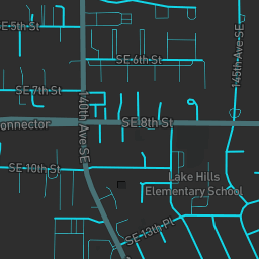 SE 5th St
SE 6th St
145th Ave SE
SE 7th St
140th Ave SE
onnector
SE 8th St
SE 10th St
Lake Hills
Elementary School
SE 13th Pl